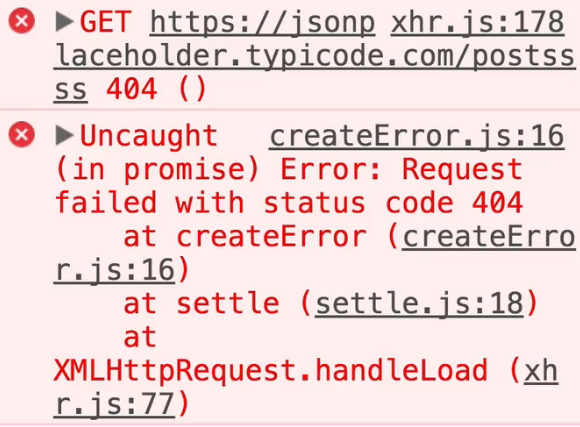 ▶GET https://jsonp xhr.js:178
laceholder.typicode.com/postss
ss 404 ()
▶Uncaught createError.js:16
(in promise) Error: Request
failed with status code 404
at createError (createErro
r.js:16)
at settle (settle.js:18)
at
XMLHttpRequest.handleLoad (xh
r.js:77)